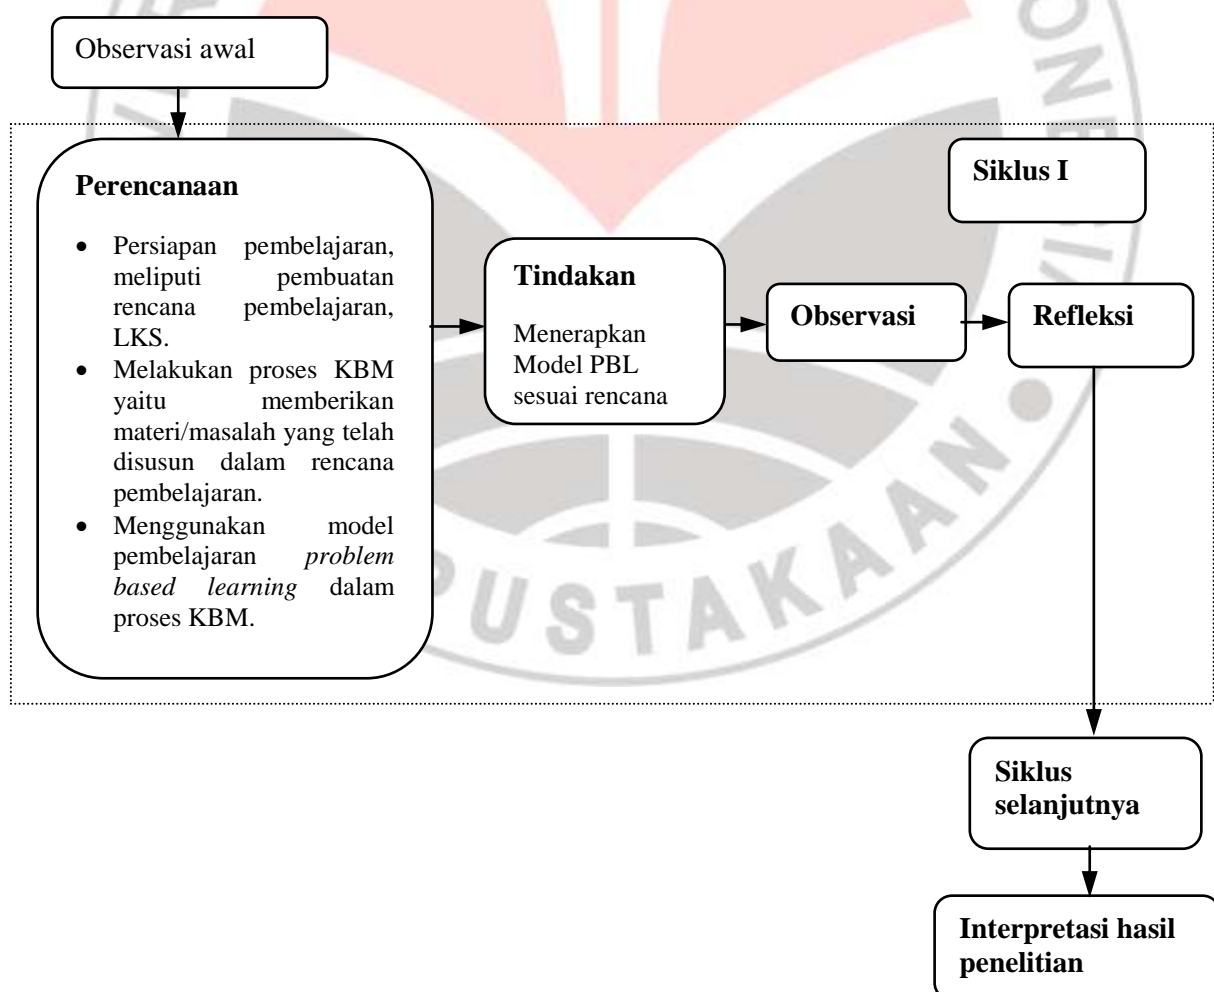 Observasi awal
Perencanaan
• Persiapan pembelajaran,
meliputi pembuatan
rencana pembelajaran,
LKS.
• Melakukan proses KBM
yaitu memberikan
materi/masalah yang telah
disusun dalam rencana
pembelajaran.
• Menggunakan model
pembelajaran problem
based learning dalam
proses KBM.
Siklus I
Tindakan
Menerapkan
Model PBL
sesuai rencana
Observasi
Refleksi
Siklus
selanjutnya
Interpretasi hasil
penelitian
PUSTAKAAN